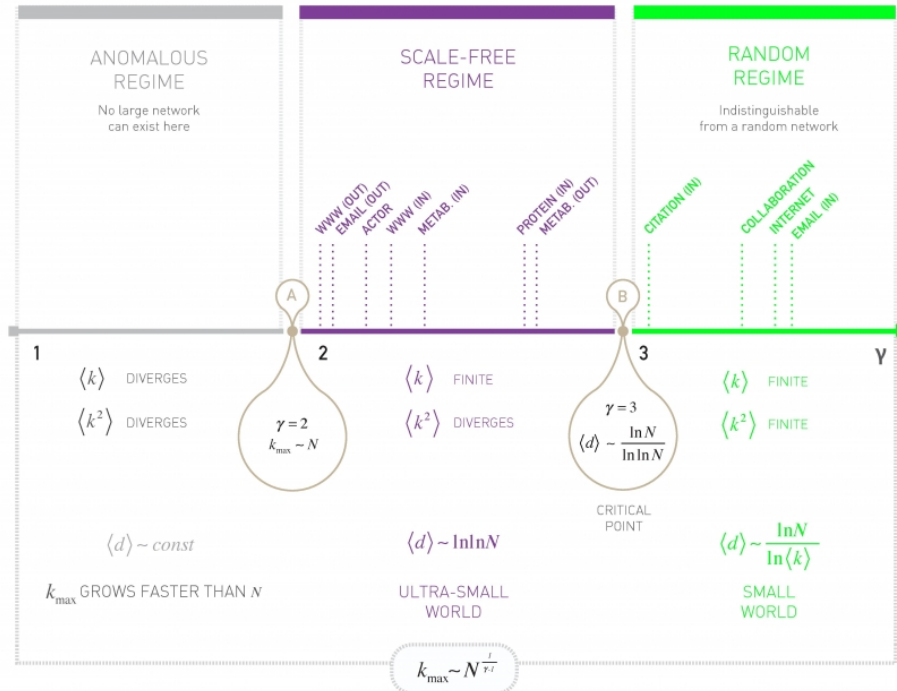 ANOMALOUS
REGIME
No large network
can exist here
SCALE-FREE
REGIME
RANDOM
REGIME
Indistinguishable
from a random network
WWW (OUT)
EMAIL (OUT)
ACTOR
WWW (IN)
METAB. (IN)
PROTEIN (IN)
METAB. (OUT)
CITATION (IN)
COLLABORATION
INTERNET
EMAIL (IN)
A
B
1
2
3
γ
⟨k⟩ DIVERGES
⟨k²⟩ DIVERGES
γ = 2
k_max ~ N
⟨k⟩ FINITE
⟨k²⟩ DIVERGES
γ = 3
⟨d⟩ ~ lnN / lnlnN
CRITICAL
POINT
⟨k⟩ FINITE
⟨k²⟩ FINITE
⟨d⟩ ~ const
k_max GROWS FASTER THAN N
⟨d⟩ ~ lnlnN
ULTRA-SMALL
WORLD
⟨d⟩ ~ lnN / ln⟨k⟩
SMALL
WORLD
k_max ~ N^(1/(γ-1))